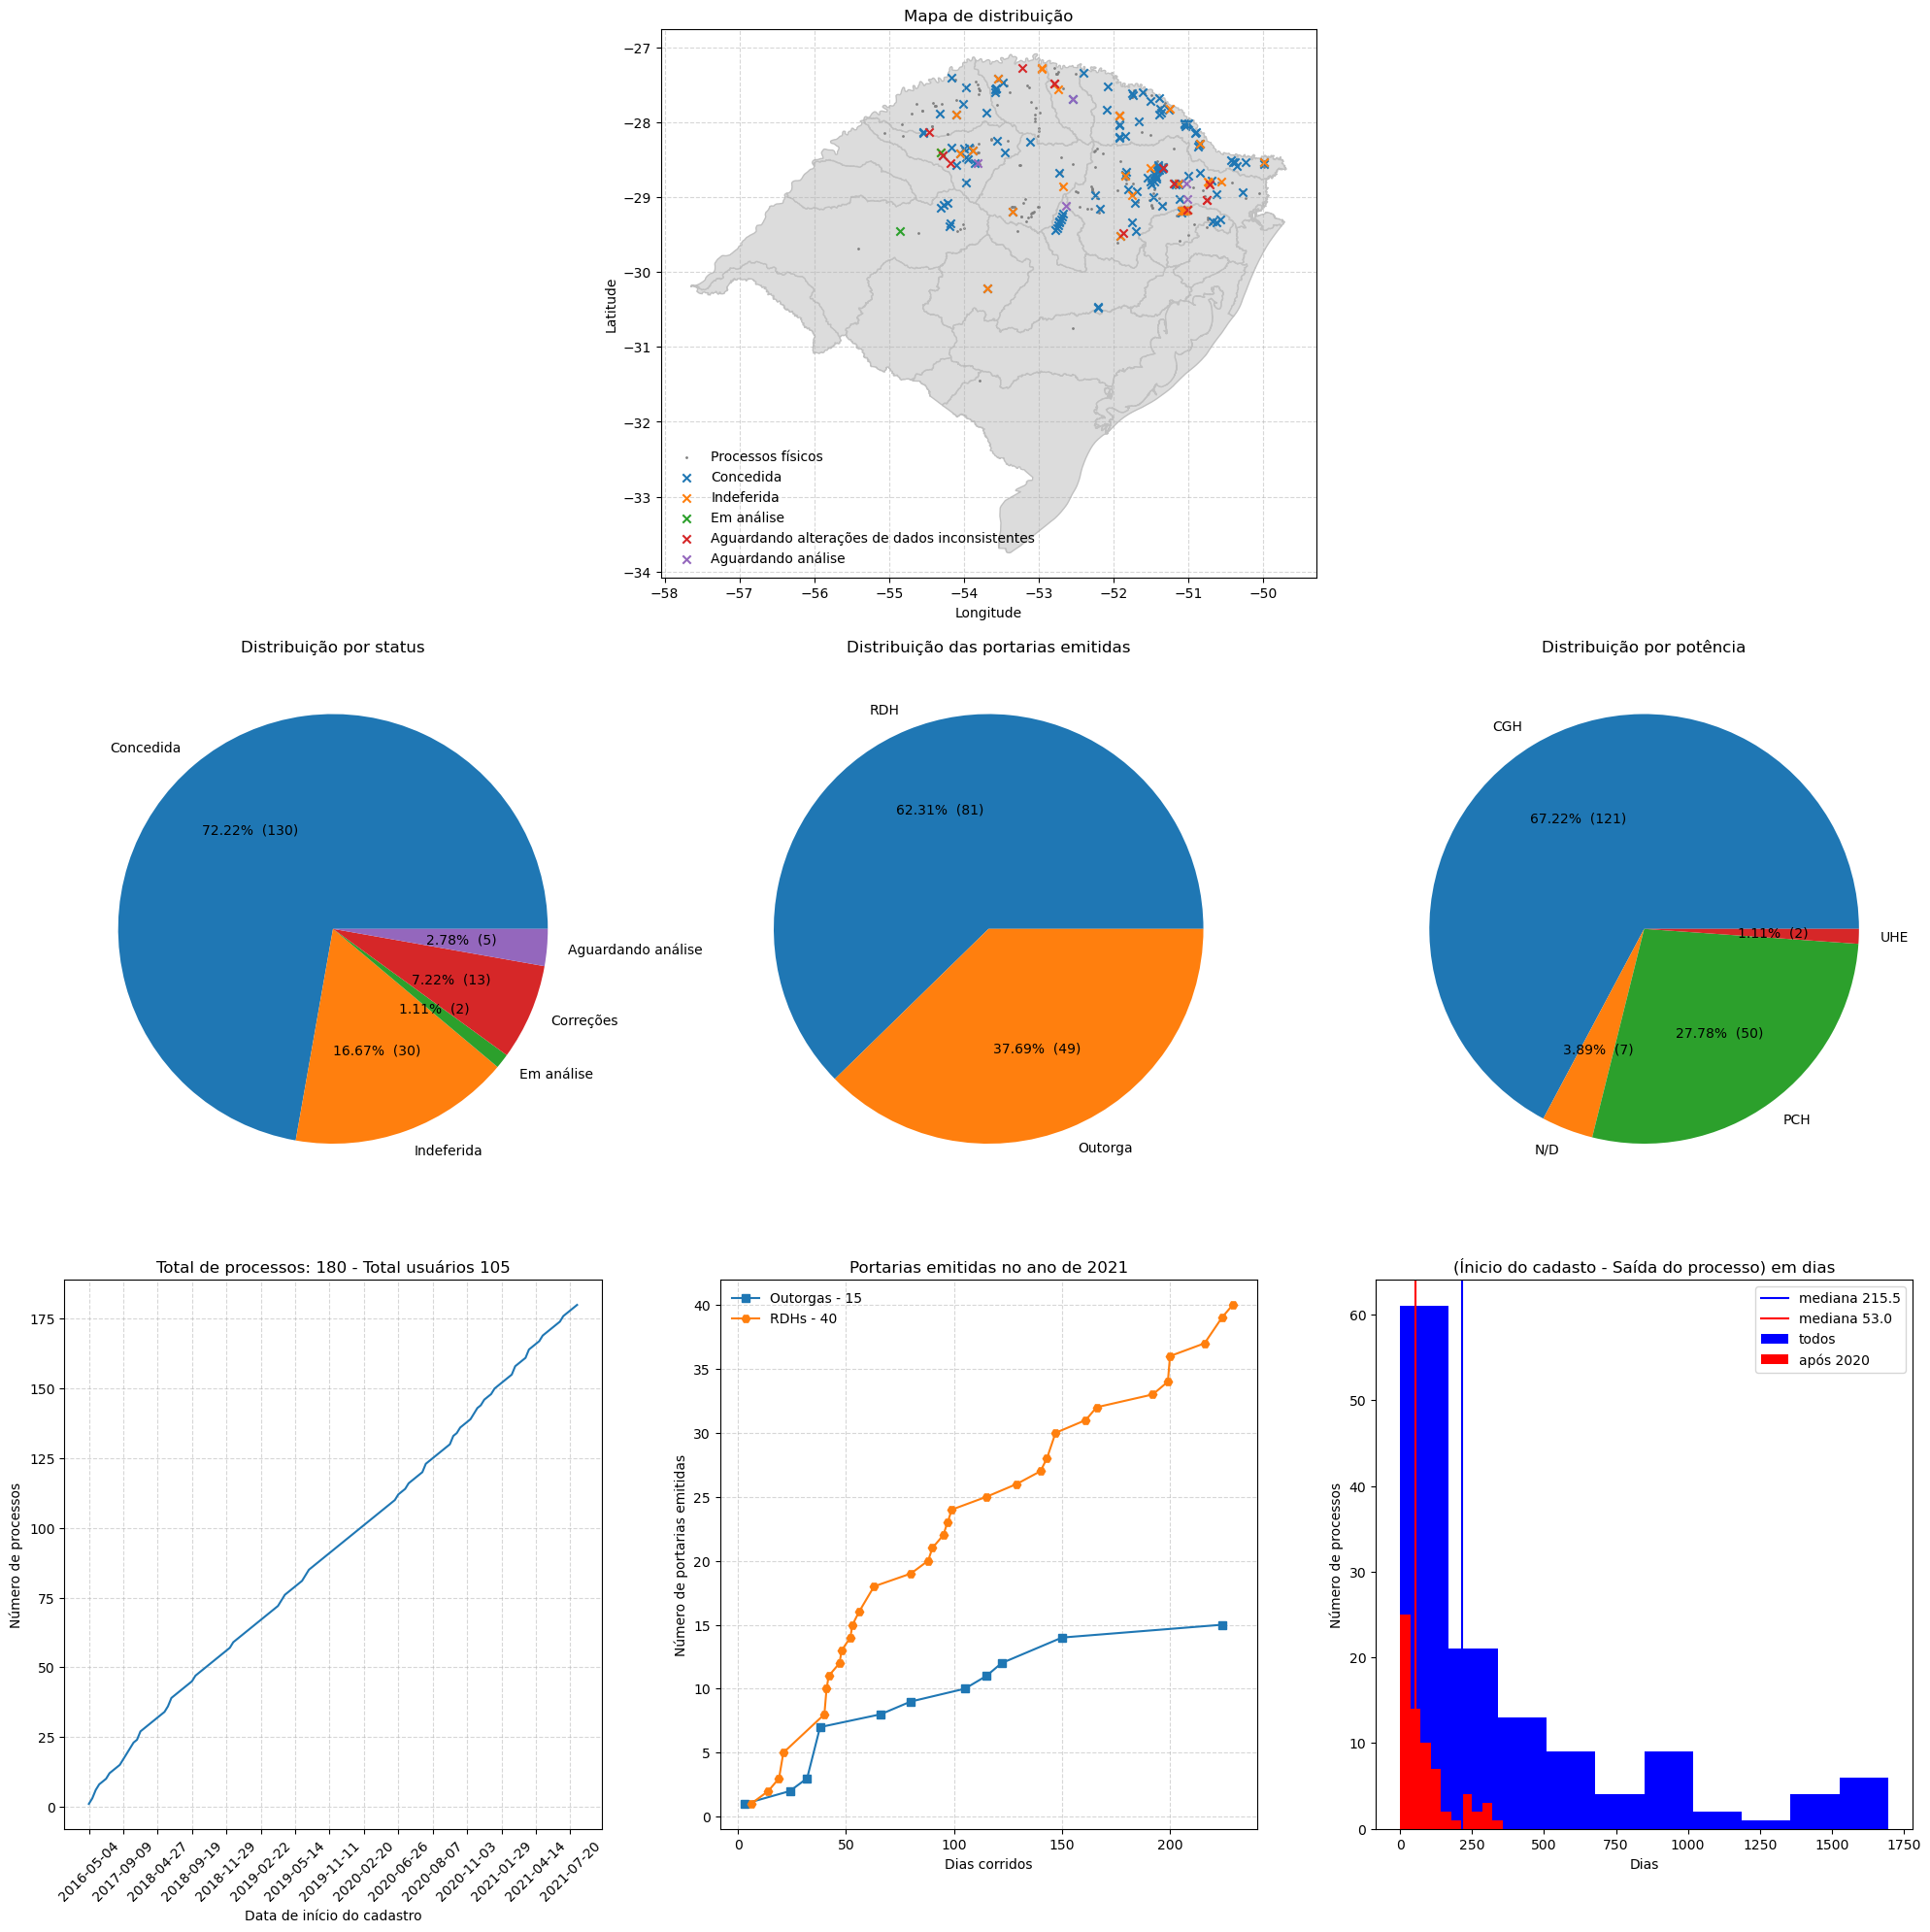 Mapa de distribuição
−27
−28
−29
−30
−31
−32
−33
−34
Latitude
Processos físicos
Concedida
Indeferida
Em análise
Aguardando alterações de dados inconsistentes
Aguardando análise
−58 −57 −56 −55 −54 −53 −52 −51 −50
Longitude
Distribuição por status
Concedida
72.22% (130)
2.78% (5)
Aguardando análise
7.22% (13)
Correções
1.11% (2)
Em análise
16.67% (30)
Indeferida
Distribuição das portarias emitidas
RDH
62.31% (81)
37.69% (49)
Outorga
Distribuição por potência
CGH
67.22% (121)
1.11% (2)
UHE
27.78% (50)
PCH
3.89% (7)
N/D
Total de processos: 180 - Total usuários 105
175
150
125
100
75
50
25
0
Número de processos
2016-05-04
2017-09-09
2018-04-27
2018-09-19
2018-11-29
2019-02-22
2019-05-14
2019-11-11
2020-02-20
2020-06-26
2020-08-07
2020-11-03
2021-01-29
2021-04-14
2021-07-20
Data de início do cadastro
Portarias emitidas no ano de 2021
Outorgas - 15
RDHs - 40
40
35
30
25
20
15
10
5
0
Número de portarias emitidas
0 50 100 150 200
Dias corridos
(Ínicio do cadasto - Saída do processo) em dias
mediana 215.5
mediana 53.0
todos
após 2020
60
50
40
30
20
10
0
Número de processos
0 250 500 750 1000 1250 1500 1750
Dias